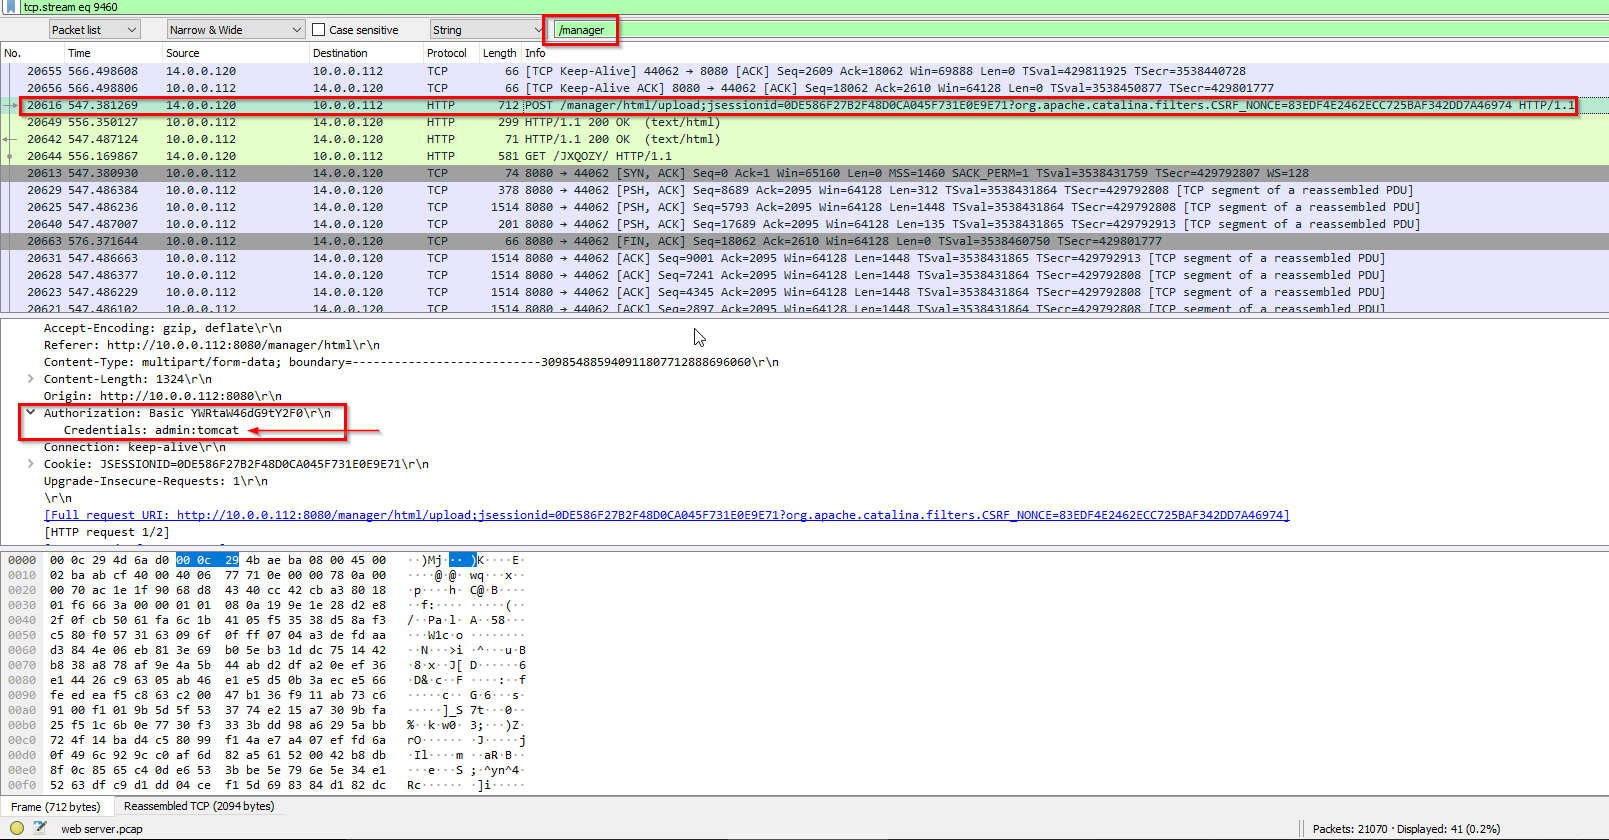 tcp.stream eq 9460
Packet list Narrow & Wide Case sensitive String /manager
No. Time Source Destination Protocol Length Info
20655 566.498608 14.0.0.120 10.0.0.112 TCP 66 [TCP Keep-Alive] 44062 → 8080 [ACK] Seq=2609 Ack=18062 Win=69888 Len=0 TSval=429811925 TSecr=3538440728
20656 566.498806 10.0.0.112 14.0.0.120 TCP 66 [TCP Keep-Alive ACK] 8080 → 44062 [ACK] Seq=18062 Ack=2610 Win=64128 Len=0 TSval=3538450877 TSecr=429801777
20616 547.381269 14.0.0.120 10.0.0.112 HTTP 712 POST /manager/html/upload;jsessionid=0DE586F27B2F48D0CA045F731E0E9E71?org.apache.catalina.filters.CSRF_NONCE=83EDF4E2462ECC725BAF342DD7A46974 HTTP/1.1
20649 556.350127 10.0.0.112 14.0.0.120 HTTP 299 HTTP/1.1 200 OK (text/html)
20642 547.487124 10.0.0.112 14.0.0.120 HTTP 71 HTTP/1.1 200 OK (text/html)
20644 556.169867 14.0.0.120 10.0.0.112 HTTP 581 GET /JXQOZY/ HTTP/1.1
20613 547.380930 10.0.0.112 14.0.0.120 TCP 74 8080 → 44062 [SYN, ACK] Seq=0 Ack=1 Win=65160 Len=0 MSS=1460 SACK_PERM=1 TSval=3538431759 TSecr=429792807 WS=128
20629 547.486384 10.0.0.112 14.0.0.120 TCP 378 8080 → 44062 [PSH, ACK] Seq=8689 Ack=2095 Win=64128 Len=312 TSval=3538431864 TSecr=429792808 [TCP segment of a reassembled PDU]
20625 547.486236 10.0.0.112 14.0.0.120 TCP 1514 8080 → 44062 [PSH, ACK] Seq=5793 Ack=2095 Win=64128 Len=1448 TSval=3538431864 TSecr=429792808 [TCP segment of a reassembled PDU]
20640 547.487007 10.0.0.112 14.0.0.120 TCP 201 8080 → 44062 [PSH, ACK] Seq=17689 Ack=2095 Win=64128 Len=135 TSval=3538431865 TSecr=429792913 [TCP segment of a reassembled PDU]
20663 576.371644 10.0.0.112 14.0.0.120 TCP 66 8080 → 44062 [FIN, ACK] Seq=18062 Ack=2610 Win=64128 Len=0 TSval=3538460750 TSecr=429801777
20631 547.486663 10.0.0.112 14.0.0.120 TCP 1514 8080 → 44062 [ACK] Seq=9001 Ack=2095 Win=64128 Len=1448 TSval=3538431865 TSecr=429792913 [TCP segment of a reassembled PDU]
20628 547.486377 10.0.0.112 14.0.0.120 TCP 1514 8080 → 44062 [ACK] Seq=7241 Ack=2095 Win=64128 Len=1448 TSval=3538431864 TSecr=429792808 [TCP segment of a reassembled PDU]
20623 547.486229 10.0.0.112 14.0.0.120 TCP 1514 8080 → 44062 [ACK] Seq=4345 Ack=2095 Win=64128 Len=1448 TSval=3538431864 TSecr=429792808 [TCP segment of a reassembled PDU]
20621 547.486102 10.0.0.112 14.0.0.120 TCP 1514 8080 → 44062 [ACK] Seq=2897 Ack=2095 Win=64128 Len=1448 TSval=3538431864 TSecr=429792808 [TCP segment of a reassembled PDU]
Accept-Encoding: gzip, deflate\r\n
Referer: http://10.0.0.112:8080/manager/html\r\n
Content-Type: multipart/form-data; boundary=---------------------------3098548859409118077128886​96060\r\n
Content-Length: 1324\r\n
Origin: http://10.0.0.112:8080\r\n
Authorization: Basic YWRtaW46dG9tY2F0\r\n
Credentials: admin:tomcat
Connection: keep-alive\r\n
Cookie: JSESSIONID=0DE586F27B2F48D0CA045F731E0E9E71\r\n
Upgrade-Insecure-Requests: 1\r\n
\r\n
[Full request URI: http://10.0.0.112:8080/manager/html/upload;jsessionid=0DE586F27B2F48D0CA045F731E0E9E71?org.apache.catalina.filters.CSRF_NONCE=83EDF4E2462ECC725BAF342DD7A46974]
[HTTP request 1/2]
0000 00 0c 29 4d 6a d0 00 0c 29 4b ae ba 08 00 45 00 ··)Mj···)K····E·
0010 02 ba ab cf 40 00 40 06 77 71 0e 00 00 78 0a 00 ····@·@·wq···x··
0020 00 70 ac 1e 1f 90 68 d8 43 40 cc 42 cb a3 80 18 ·p····h·C@·B····
0030 01 f6 66 3a 00 00 01 01 08 0a 19 9e 1e 28 d2 e8 ··f:·········(··
0040 2f 0f cb 50 61 fa 6c 1b 41 05 f5 35 38 d5 8a f3 /··Pa·l·A··58···
0050 c5 80 f0 57 31 63 09 6f 0f ff 07 04 a3 de fd aa ···W1c·o········
0060 d3 84 4e 06 eb 81 3e 69 b0 5e b3 1d dc 75 14 42 ··N···>i·^···u·B
0070 b8 38 a8 78 af 9e 4a 5b 44 ab d2 df a2 0e ef 36 ·8·x··J[D······6
0080 e1 44 26 c9 63 05 ab 46 e1 e5 d5 0b 3a ec e5 66 ·D&·c··F····:··f
0090 fe ed ea f5 c8 63 c2 00 47 b1 36 f9 11 ab 73 c6 ·····c··G·6···s·
00a0 91 00 f1 01 9b 5d 5f 53 37 74 e2 15 a7 30 9b fa ·····]_S7t···0··
00b0 25 f5 1c 6b 0e 77 30 f3 33 3b dd 98 a6 29 5a bb %··k·w0·3;···)Z·
00c0 72 4f 14 ba d4 c5 80 99 f1 4a e7 a4 07 ef fd 6a rO·······J·····j
00d0 0f 49 6c 92 9c c0 af 6d 82 a5 61 52 00 42 b8 db ·Il····m··aR·B··
00e0 8f 0c 85 65 c4 0d e6 53 3b be 5e 79 6e 5e 34 e1 ···e···S;·^yn^4·
00f0 52 63 df c9 d1 dd 04 ce f1 5d 69 83 84 d1 82 dc Rc·······]i·····
Frame (712 bytes) Reassembled TCP (2094 bytes)
web server.pcap Packets: 21070 · Displayed: 41 (0.2%)